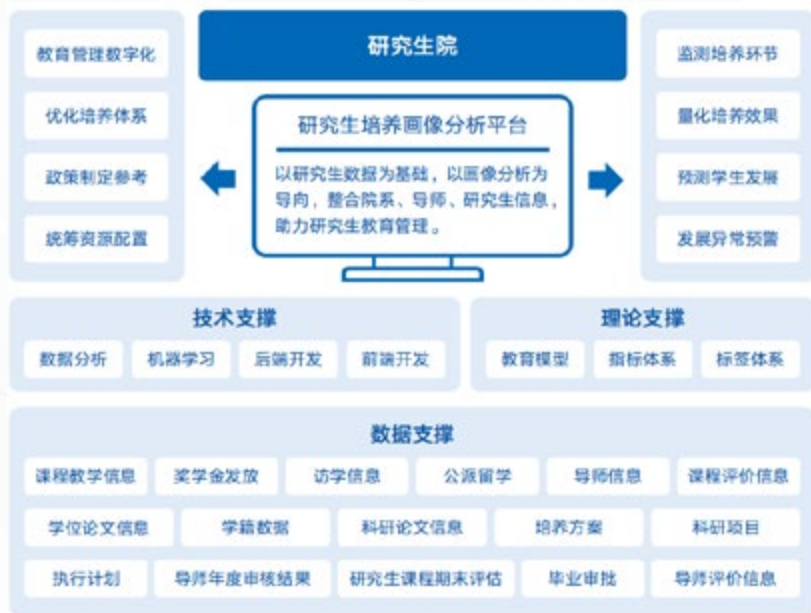 研究生院
教育管理数字化
优化培养体系
政策制定参考
统筹资源配置
研究生培养画像分析平台
以研究生数据为基础，以画像分析为
导向，整合院系、导师、研究生信息，
助力研究生教育管理。
监测培养环节
量化培养效果
预测学生发展
发展异常预警
技术支撑
数据分析 机器学习 后端开发 前端开发
理论支撑
教育模型 指标体系 标签体系
数据支撑
课程教学信息 奖学金发放 访学信息 公派留学 导师信息 课程评价信息
学位论文信息 学籍数据 科研论文信息 培养方案 科研项目
执行计划 导师年度审核结果 研究生课程期末评估 毕业审批 导师评价信息